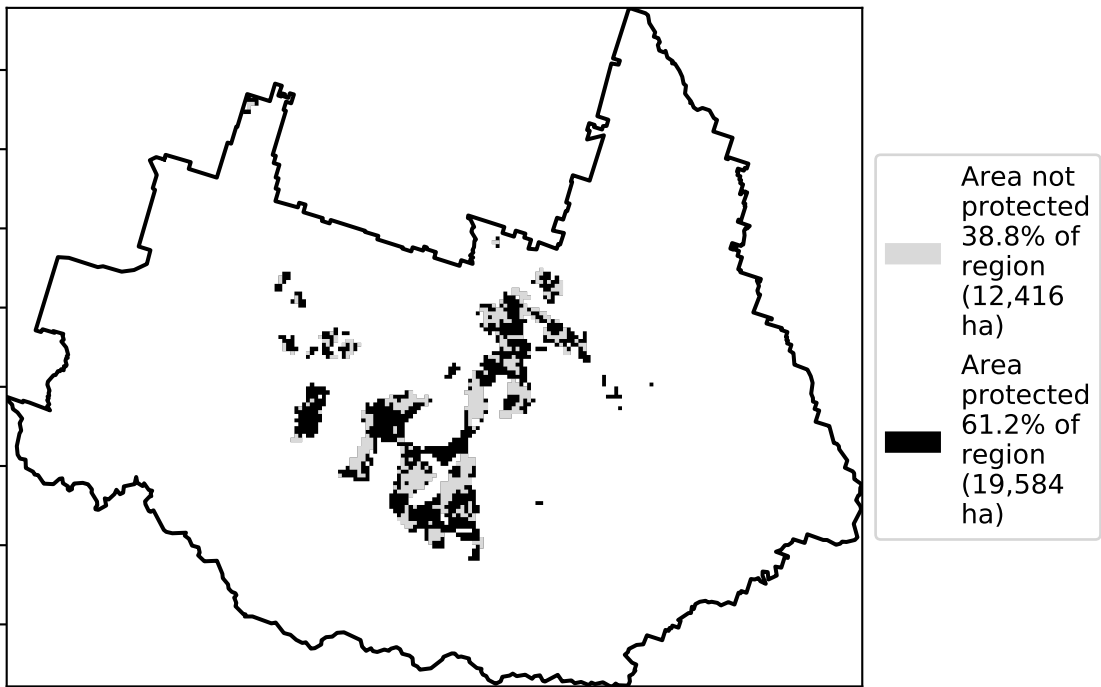 Area not
protected
38.8% of
region
(12,416
ha)
Area
protected
61.2% of
region
(19,584
ha)